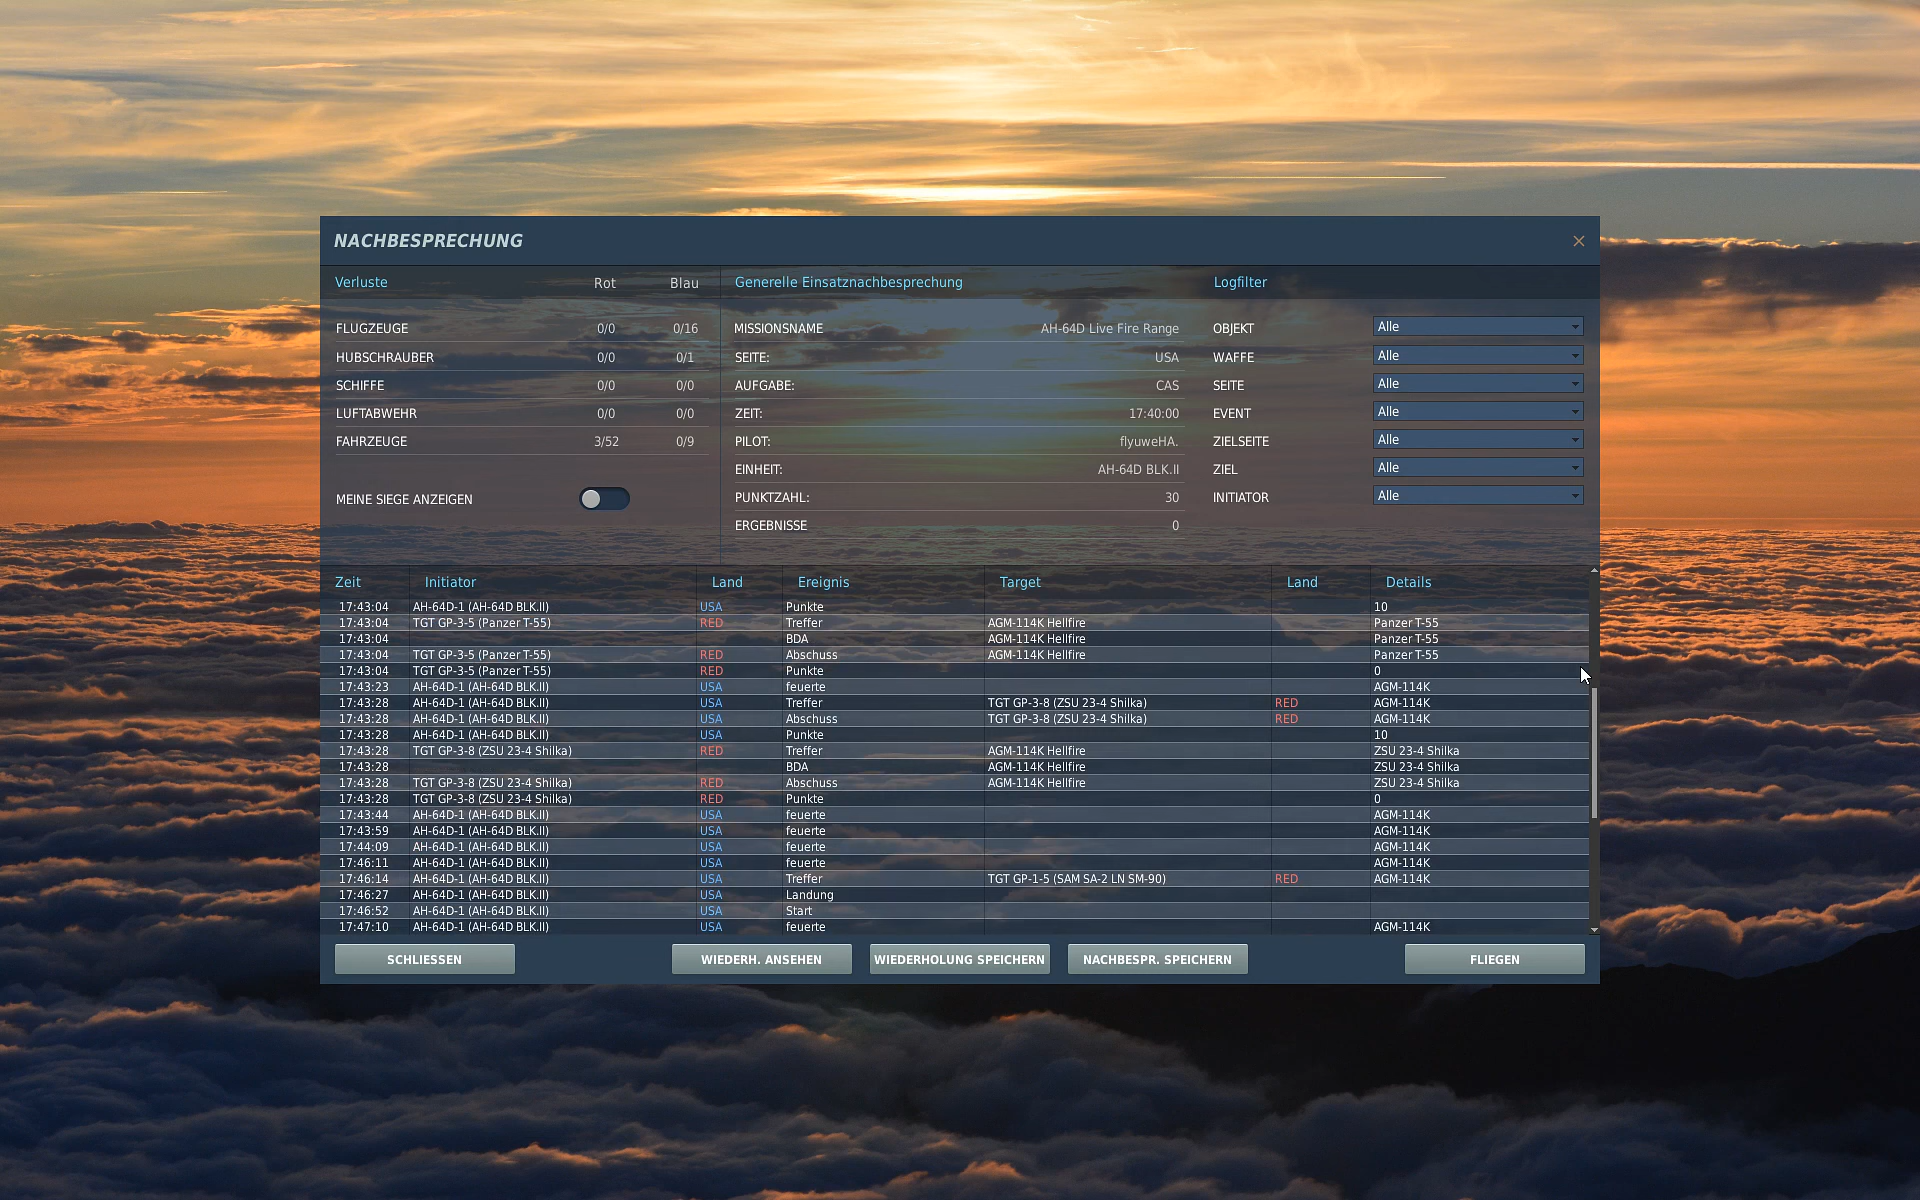 NACHBESPRECHUNG
Verluste Rot Blau Generelle Einsatznachbesprechung Logfilter
FLUGZEUGE 0/0 0/16 MISSIONSNAME AH-64D Live Fire Range OBJEKT Alle
HUBSCHRAUBER 0/0 0/1 SEITE: USA WAFFE Alle
SCHIFFE 0/0 0/0 AUFGABE: CAS SEITE Alle
LUFTABWEHR 0/0 0/0 ZEIT: 17:40:00 EVENT Alle
FAHRZEUGE 3/52 0/9 PILOT: flyuweHA. ZIELSEITE Alle
EINHEIT: AH-64D BLK.II ZIEL Alle
MEINE SIEGE ANZEIGEN PUNKTZAHL: 30 INITIATOR Alle
ERGEBNISSE 0
Zeit Initiator Land Ereignis Target Land Details
17:43:04 AH-64D-1 (AH-64D BLK.II) USA Punkte 10
17:43:04 TGT GP-3-5 (Panzer T-55) RED Treffer AGM-114K Hellfire Panzer T-55
17:43:04 BDA AGM-114K Hellfire Panzer T-55
17:43:04 TGT GP-3-5 (Panzer T-55) RED Abschuss AGM-114K Hellfire Panzer T-55
17:43:04 TGT GP-3-5 (Panzer T-55) RED Punkte 0
17:43:23 AH-64D-1 (AH-64D BLK.II) USA feuerte AGM-114K
17:43:28 AH-64D-1 (AH-64D BLK.II) USA Treffer TGT GP-3-8 (ZSU 23-4 Shilka) RED AGM-114K
17:43:28 AH-64D-1 (AH-64D BLK.II) USA Abschuss TGT GP-3-8 (ZSU 23-4 Shilka) RED AGM-114K
17:43:28 AH-64D-1 (AH-64D BLK.II) USA Punkte 10
17:43:28 TGT GP-3-8 (ZSU 23-4 Shilka) RED Treffer AGM-114K Hellfire ZSU 23-4 Shilka
17:43:28 BDA AGM-114K Hellfire ZSU 23-4 Shilka
17:43:28 TGT GP-3-8 (ZSU 23-4 Shilka) RED Abschuss AGM-114K Hellfire ZSU 23-4 Shilka
17:43:28 TGT GP-3-8 (ZSU 23-4 Shilka) RED Punkte 0
17:43:44 AH-64D-1 (AH-64D BLK.II) USA feuerte AGM-114K
17:43:59 AH-64D-1 (AH-64D BLK.II) USA feuerte AGM-114K
17:44:09 AH-64D-1 (AH-64D BLK.II) USA feuerte AGM-114K
17:46:11 AH-64D-1 (AH-64D BLK.II) USA feuerte AGM-114K
17:46:14 AH-64D-1 (AH-64D BLK.II) USA Treffer TGT GP-1-5 (SAM SA-2 LN SM-90) RED AGM-114K
17:46:27 AH-64D-1 (AH-64D BLK.II) USA Landung
17:46:52 AH-64D-1 (AH-64D BLK.II) USA Start
17:47:10 AH-64D-1 (AH-64D BLK.II) USA feuerte AGM-114K
SCHLIESSEN WIEDERH. ANSEHEN WIEDERHOLUNG SPEICHERN NACHBESPR. SPEICHERN FLIEGEN